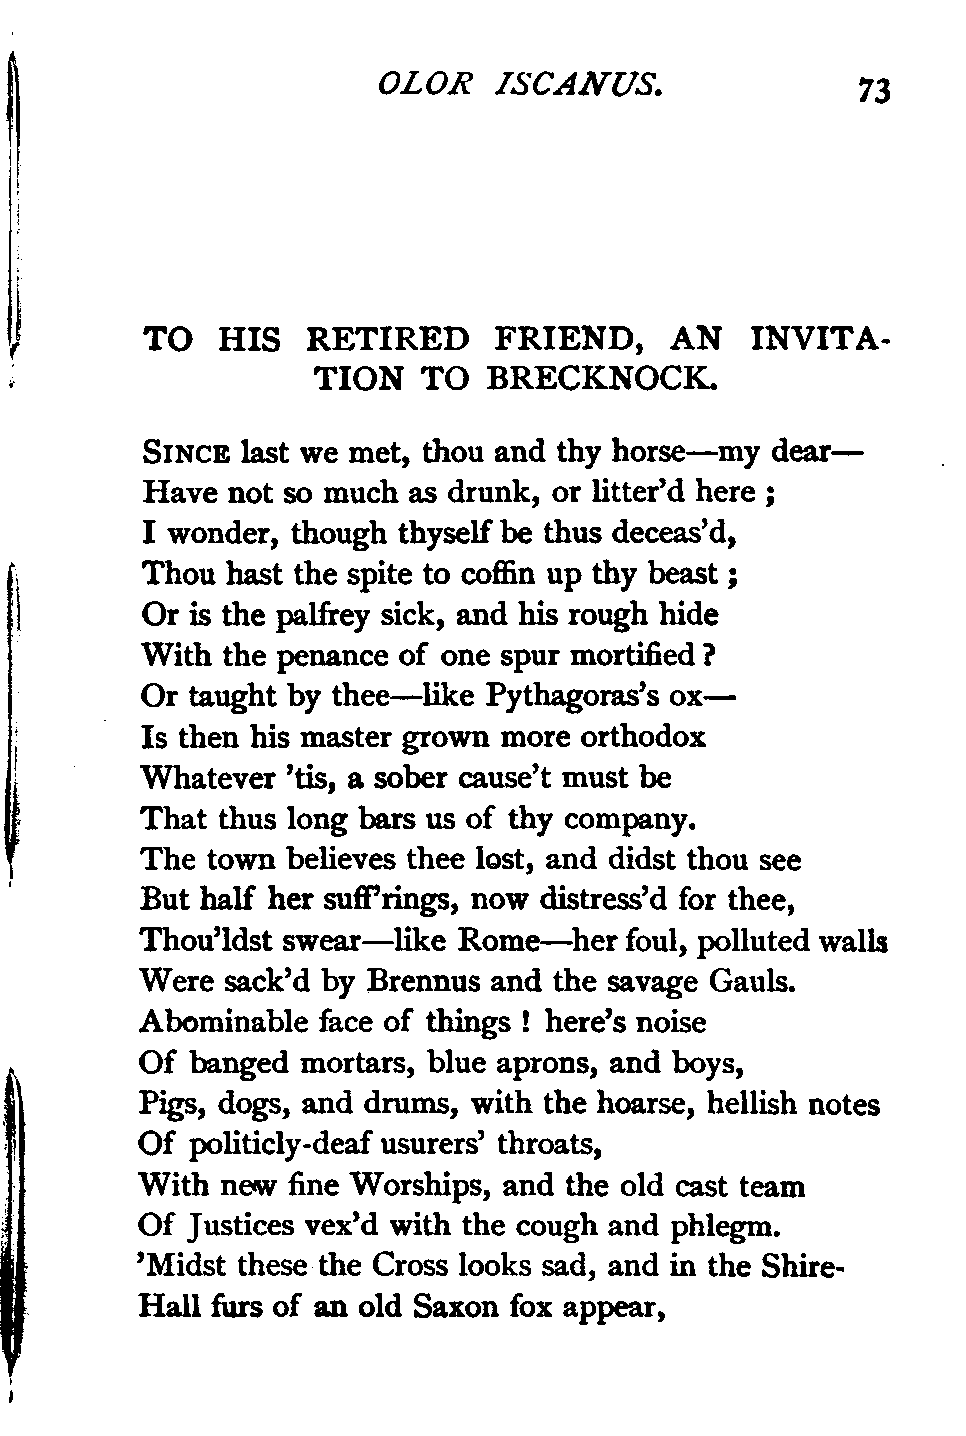 OLOR ISCANUS. 73
TO HIS RETIRED FRIEND, AN INVITA-
TION TO BRECKNOCK.
SINCE last we met, thou and thy horse—my dear—
Have not so much as drunk, or litter'd here ;
I wonder, though thyself be thus deceas'd,
Thou hast the spite to coffin up thy beast ;
Or is the palfrey sick, and his rough hide
With the penance of one spur mortified ?
Or taught by thee—like Pythagoras's ox—
Is then his master grown more orthodox
Whatever 'tis, a sober cause't must be
That thus long bars us of thy company.
The town believes thee lost, and didst thou see
But half her suff'rings, now distress'd for thee,
Thou'ldst swear—like Rome—her foul, polluted walls
Were sack'd by Brennus and the savage Gauls.
Abominable face of things ! here's noise
Of banged mortars, blue aprons, and boys,
Pigs, dogs, and drums, with the hoarse, hellish notes
Of politicly-deaf usurers' throats,
With new fine Worships, and the old cast team
Of Justices vex'd with the cough and phlegm.
'Midst these the Cross looks sad, and in the Shire-
Hall furs of an old Saxon fox appear,